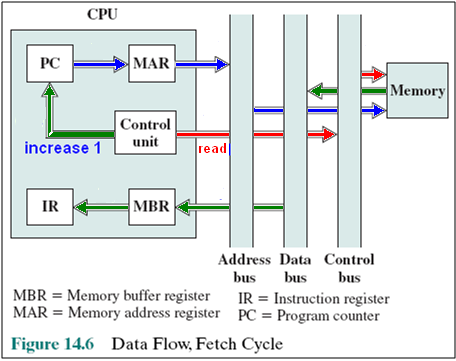 CPU
PC
MAR
Memory
Control
unit
increase 1
read
IR
MBR
Address
bus
Data
bus
Control
bus
MBR = Memory buffer register
MAR = Memory address register
IR = Instruction register
PC = Program counter
Figure 14.6 Data Flow, Fetch Cycle